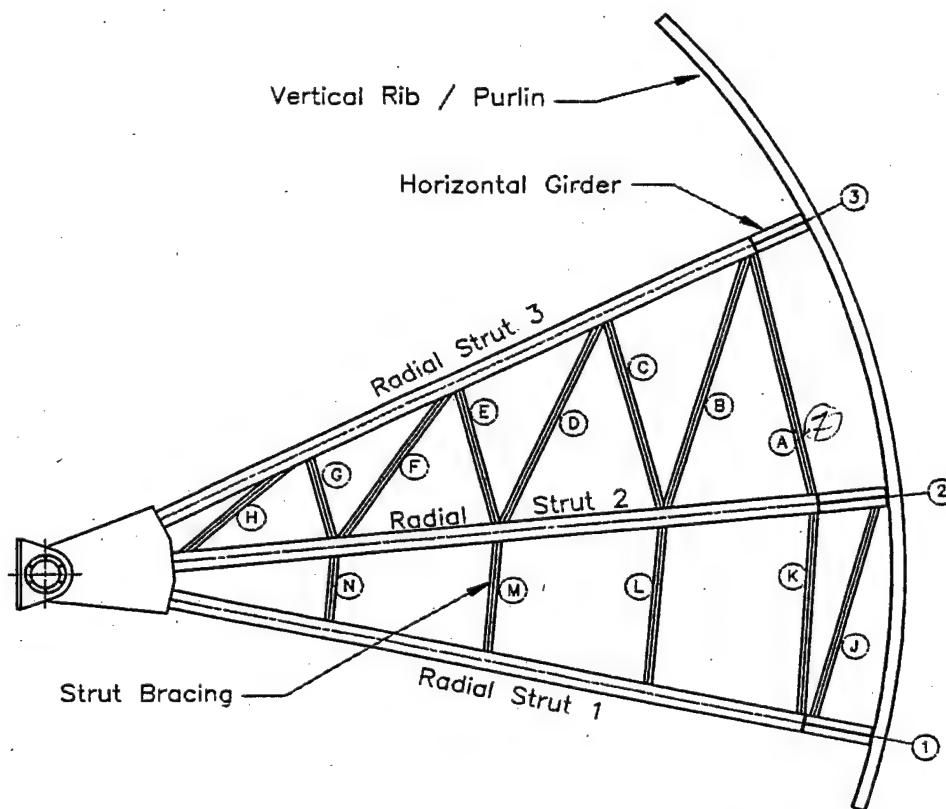 Vertical Rib / Purlin
Horizontal Girder
3
Radial Strut 3
C
E
B
D
A
G
F
2
H
Radial Strut 2
N
M
L
K
J
Strut Bracing
Radial Strut 1
1